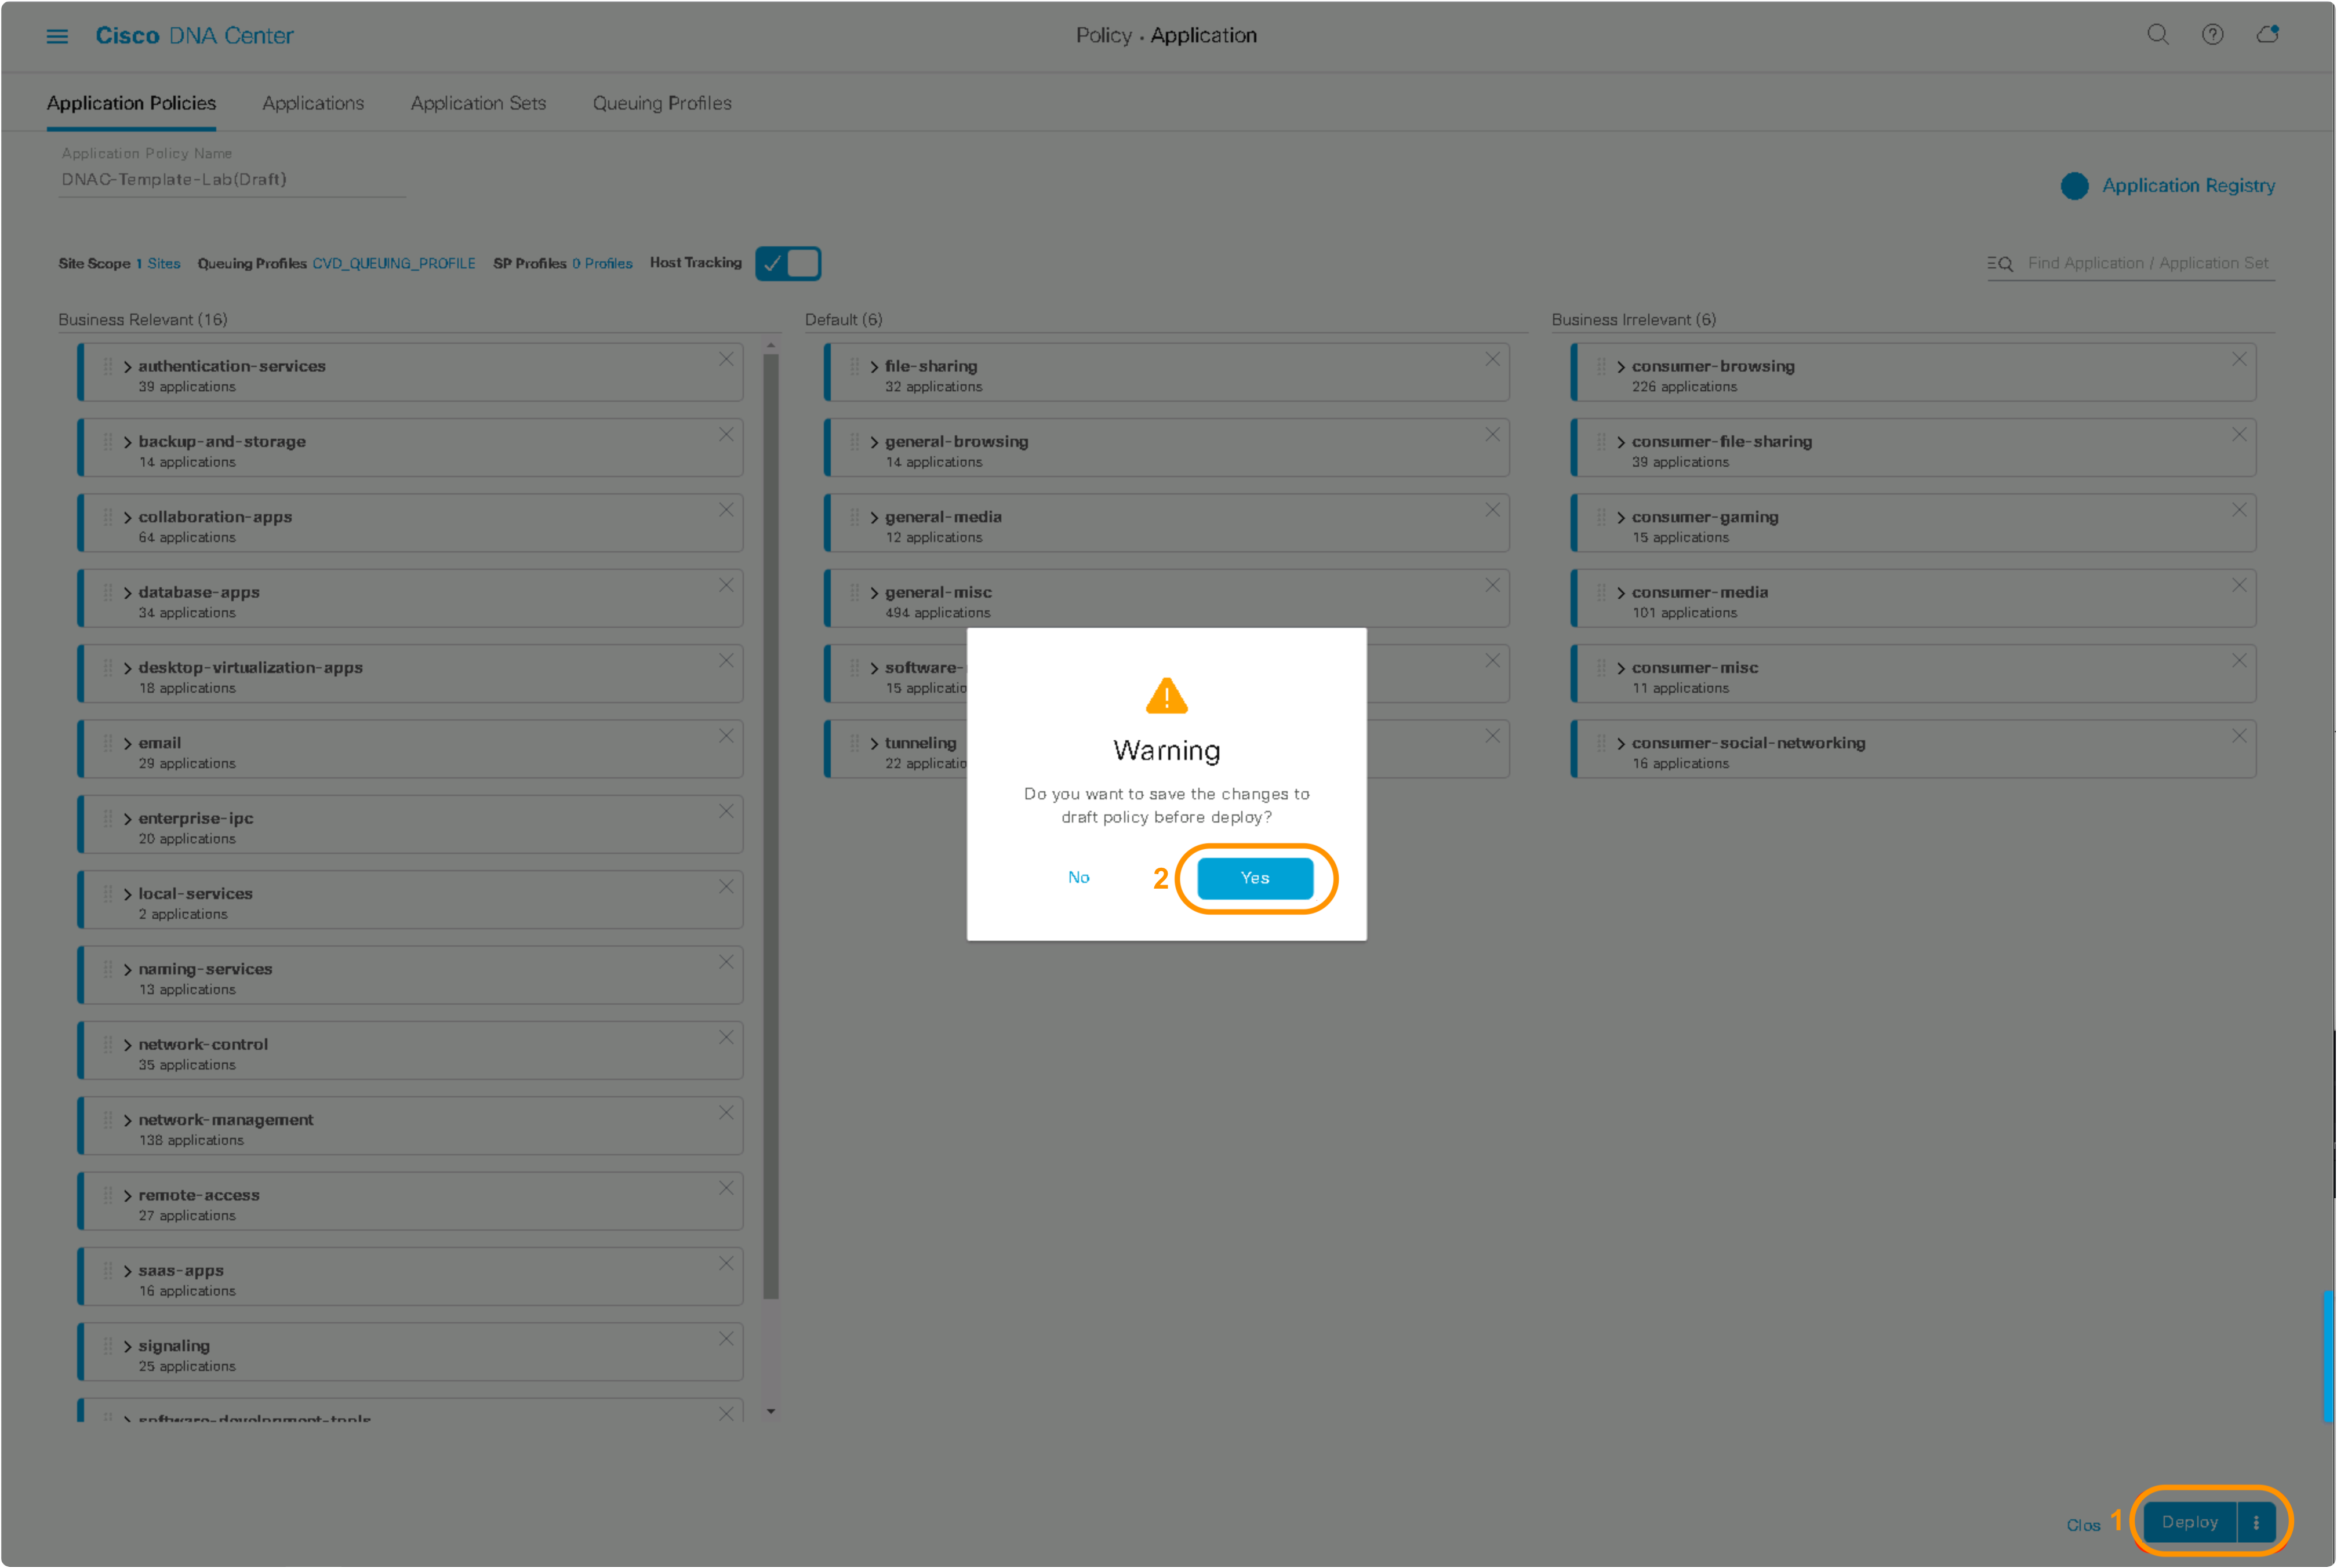 Cisco DNA Center
Policy • Application
Application Policies
Applications
Application Sets
Queuing Profiles
Application Policy Name
DNAC-Template-Lab(Draft)
Application Registry
Site Scope 1 Sites
Queuing Profiles CVD_QUEUING_PROFILE
SP Profiles 0 Profiles
Host Tracking
Find Application / Application Set
Business Relevant (16)
authentication-services
39 applications
backup-and-storage
14 applications
collaboration-apps
64 applications
database-apps
34 applications
desktop-virtualization-apps
18 applications
email
29 applications
enterprise-ipc
20 applications
local-services
2 applications
naming-services
13 applications
network-control
35 applications
network-management
138 applications
remote-access
27 applications
saas-apps
16 applications
signaling
25 applications
software-development-tools
Default (6)
file-sharing
32 applications
general-browsing
14 applications
general-media
12 applications
general-misc
494 applications
software-
15 applicatio
tunneling
22 applicatio
Business Irrelevant (6)
consumer-browsing
226 applications
consumer-file-sharing
39 applications
consumer-gaming
15 applications
consumer-media
101 applications
consumer-misc
11 applications
consumer-social-networking
16 applications
Warning
Do you want to save the changes to
draft policy before deploy?
No
2
Yes
Clos
1
Deploy